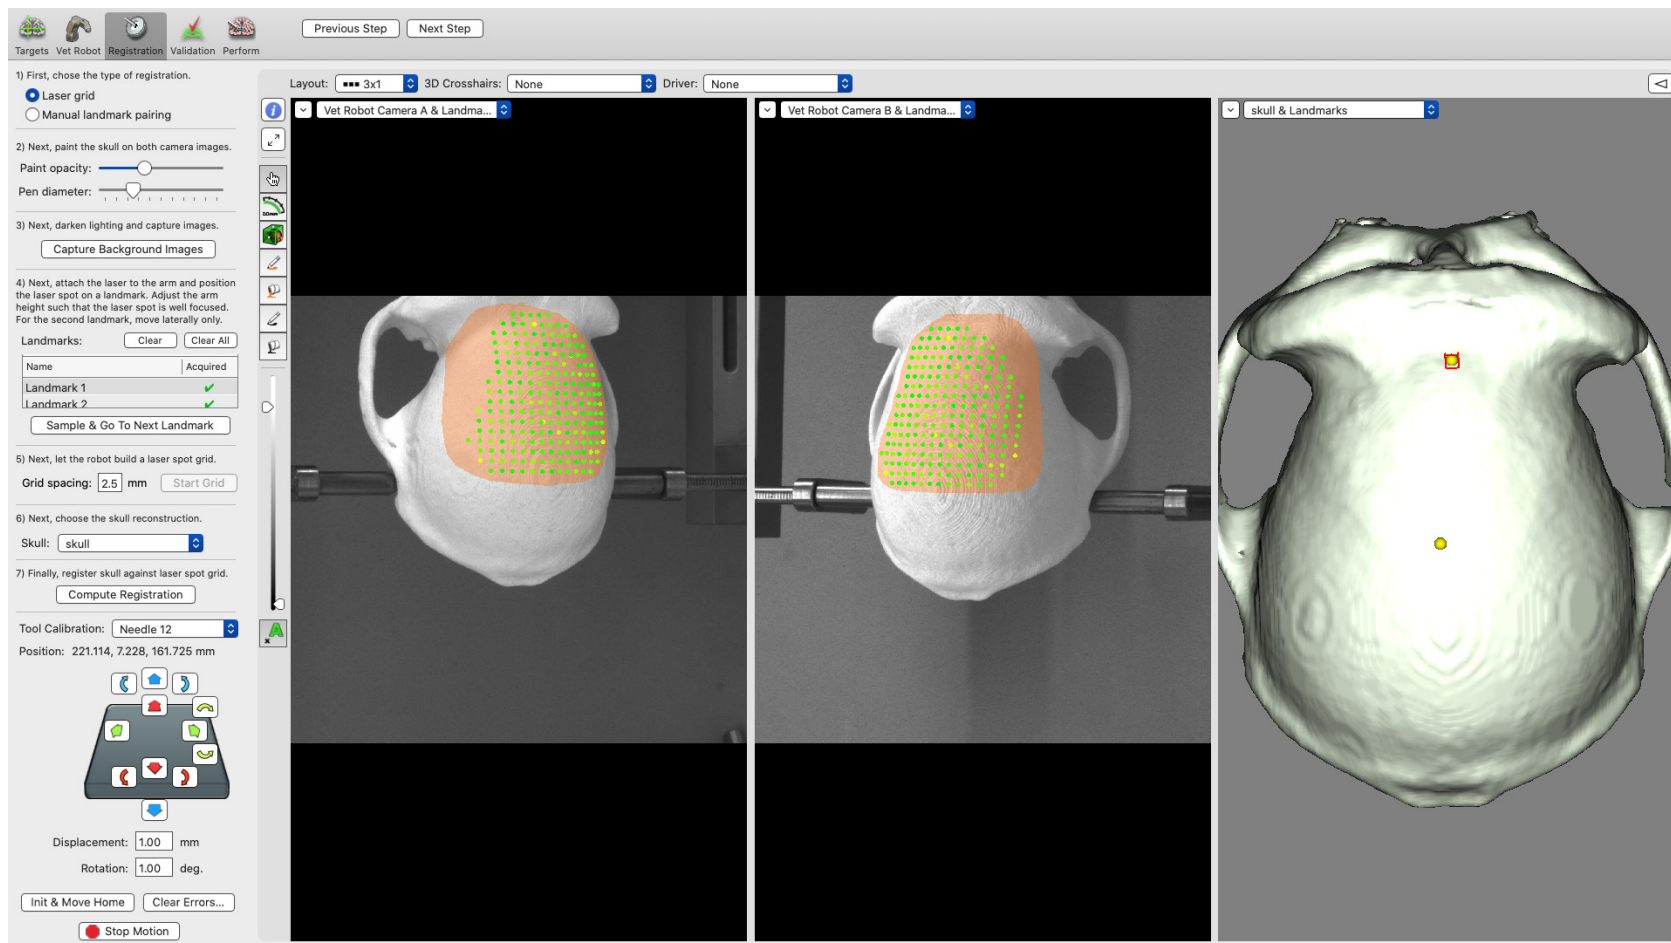 Previous Step
Next Step
Targets
Vet Robot
Registration
Validation
Perform
1) First, chose the type of registration.
Laser grid
Manual landmark pairing
2) Next, paint the skull on both camera images.
Paint opacity:
Pen diameter:
3) Next, darken lighting and capture images.
Capture Background Images
4) Next, attach the laser to the arm and position
the laser spot on a landmark. Adjust the arm
height such that the laser spot is well focused.
For the second landmark, move laterally only.
Landmarks:
Clear
Clear All
Name
Acquired
Landmark 1
Landmark 2
Sample & Go To Next Landmark
5) Next, let the robot build a laser spot grid.
Grid spacing: 2.5 mm
Start Grid
6) Next, choose the skull reconstruction.
Skull: skull
7) Finally, register skull against laser spot grid.
Compute Registration
Tool Calibration: Needle 12
Position: 221.114, 7.228, 161.725 mm
Displacement: 1.00 mm
Rotation: 1.00 deg.
Init & Move Home
Clear Errors...
Stop Motion
Layout: 3x1
3D Crosshairs: None
Driver: None
Vet Robot Camera A & Landma...
Vet Robot Camera B & Landma...
skull & Landmarks